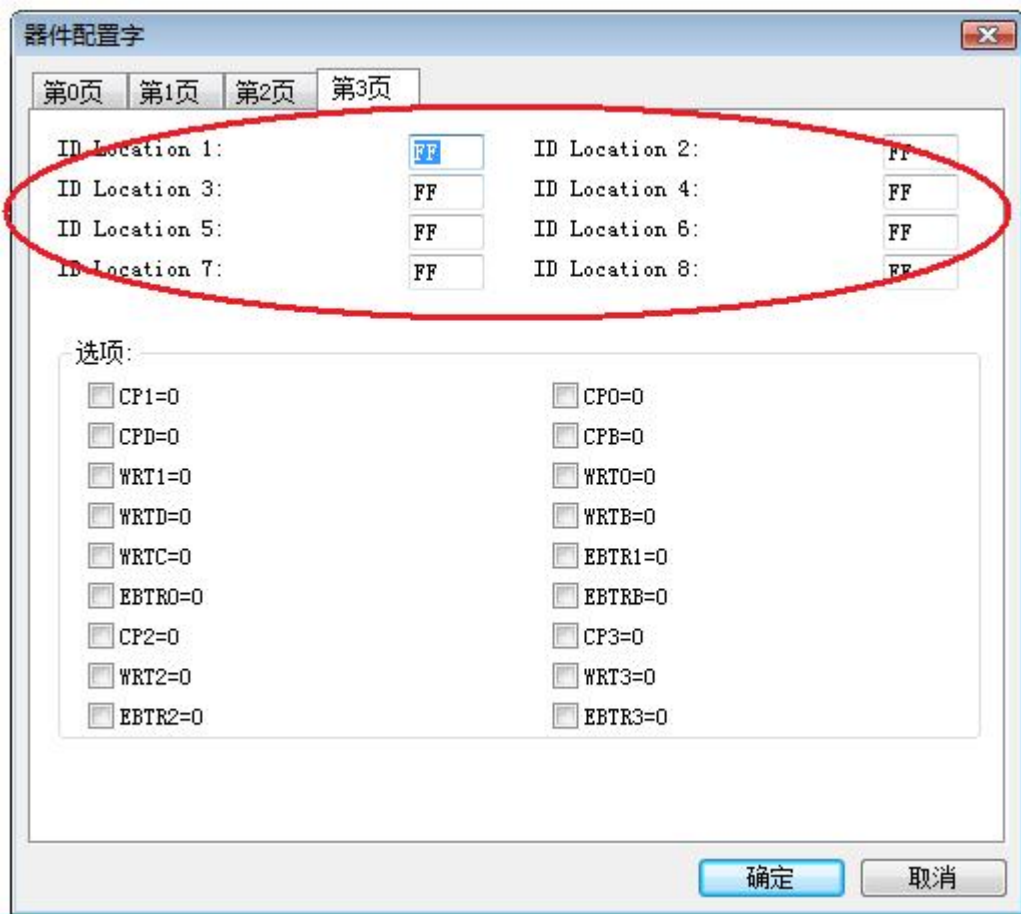 器件配置字
第0页 第1页 第2页 第3页
ID Location 1: FF ID Location 2: FF
ID Location 3: FF ID Location 4: FF
ID Location 5: FF ID Location 6: FF
ID Location 7: FF ID Location 8: FF
选项:
CP1=0 CP0=0
CPD=0 CPB=0
WRT1=0 WRT0=0
WRTD=0 WRTB=0
WRTC=0 EBTR1=0
EBTR0=0 EBTRB=0
CP2=0 CP3=0
WRT2=0 WRT3=0
EBTR2=0 EBTR3=0
确定 取消